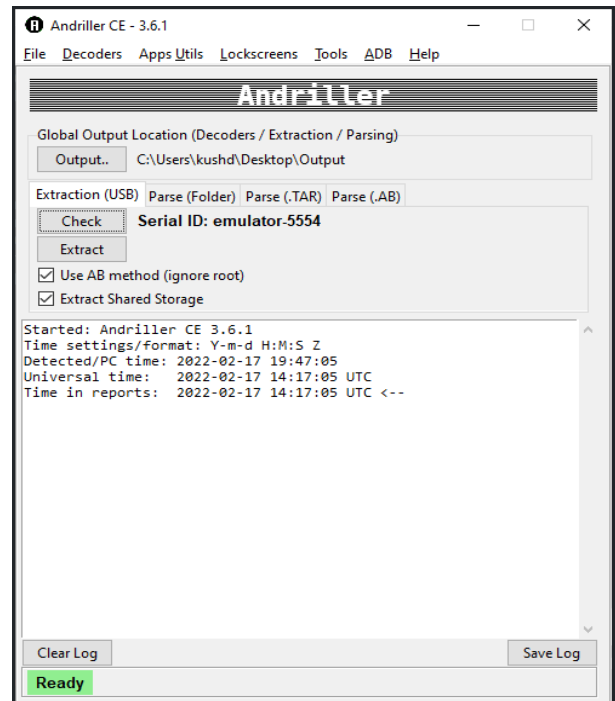 Andriller CE - 3.6.1
File Decoders Apps Utils Lockscreens Tools ADB Help
Andriller
Global Output Location (Decoders / Extraction / Parsing)
Output.. C:\Users\kushd\Desktop\Output
Extraction (USB) Parse (Folder) Parse (.TAR) Parse (.AB)
Check Serial ID: emulator-5554
Extract
Use AB method (ignore root)
Extract Shared Storage
Started: Andriller CE 3.6.1
Time settings/format: Y-m-d H:M:S Z
Detected/PC time: 2022-02-17 19:47:05
Universal time:   2022-02-17 14:17:05 UTC
Time in reports:  2022-02-17 14:17:05 UTC <--
Clear Log Save Log
Ready